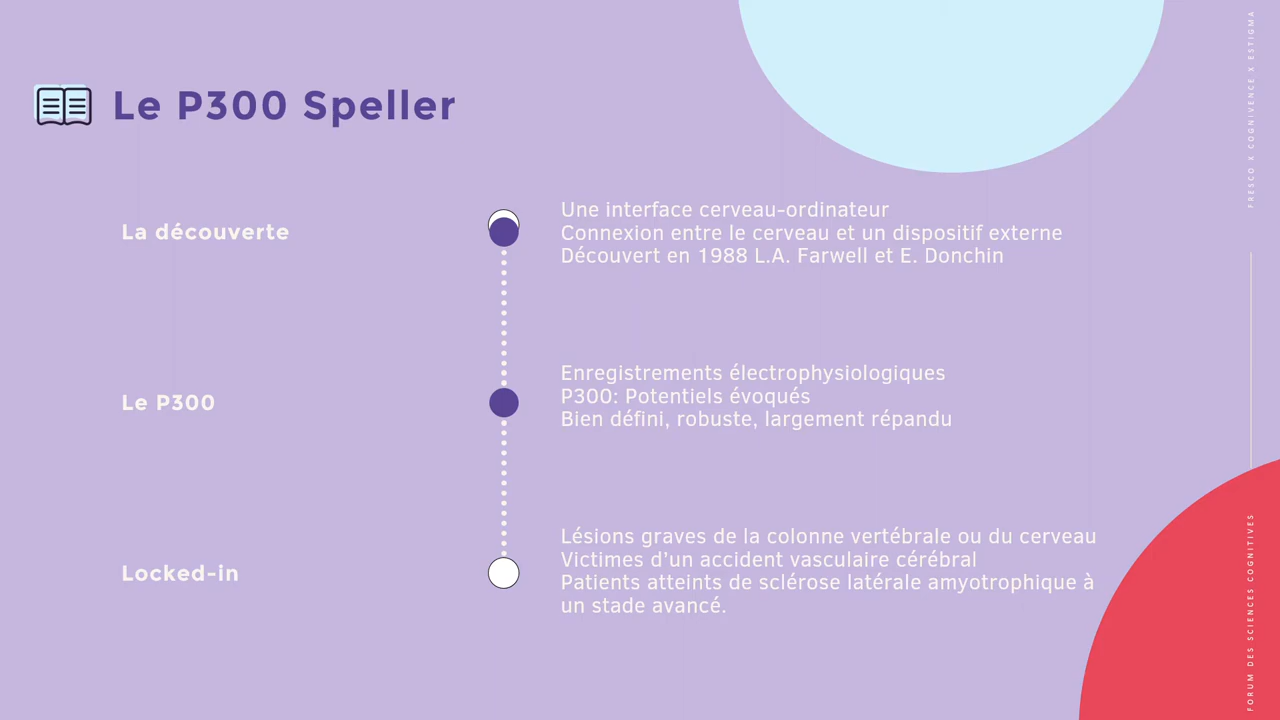 Le P300 Speller
La découverte
Une interface cerveau-ordinateur
Connexion entre le cerveau et un dispositif externe
Découvert en 1988 L.A. Farwell et E. Donchin
Le P300
Enregistrements électrophysiologiques
P300: Potentiels évoqués
Bien défini, robuste, largement répandu
Locked-in
Lésions graves de la colonne vertébrale ou du cerveau
Victimes d'un accident vasculaire cérébral
Patients atteints de sclérose latérale amyotrophique à
un stade avancé.
FRESCO X COGNIVENCE X ESTIGMA
FORUM DES SCIENCES COGNITIVES